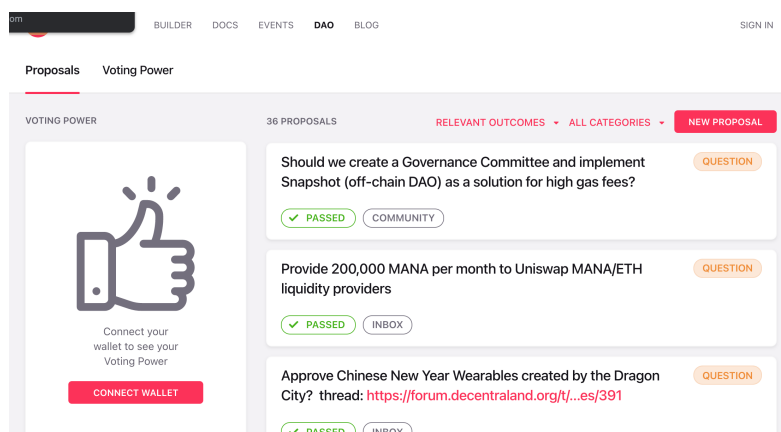 om
BUILDER DOCS EVENTS DAO BLOG SIGN IN
Proposals Voting Power
VOTING POWER
36 PROPOSALS RELEVANT OUTCOMES ALL CATEGORIES NEW PROPOSAL
Should we create a Governance Committee and implement QUESTION
Snapshot (off-chain DAO) as a solution for high gas fees?
PASSED COMMUNITY
Provide 200,000 MANA per month to Uniswap MANA/ETH QUESTION
liquidity providers
PASSED INBOX
Connect your
wallet to see your
Voting Power
CONNECT WALLET
Approve Chinese New Year Wearables created by the Dragon QUESTION
City? thread: https://forum.decentraland.org/t/...es/391
PASSED INBOX